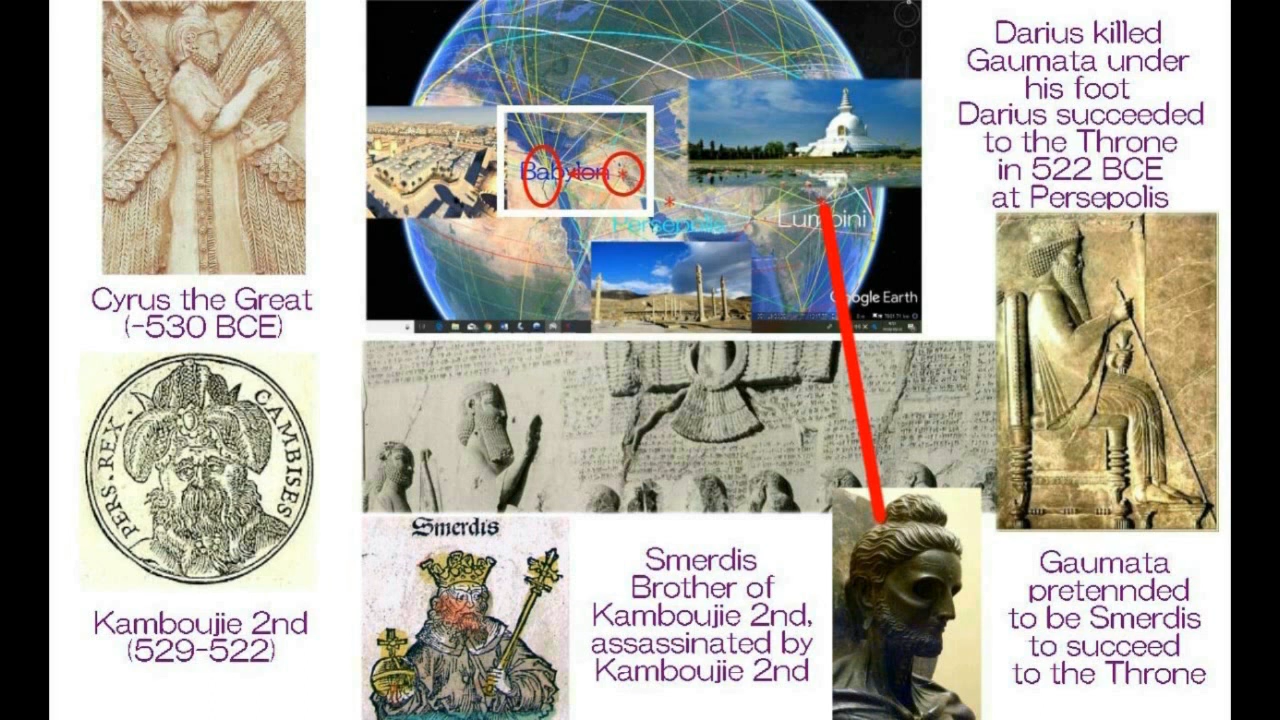 Cyrus the Great
(-530 BCE)
PERS. REX. CAMBISES
Kamboujie 2nd
(529-522)
Babylon
Persepolis
Lumbini
Google Earth
Smerdis
Smerdis
Brother of
Kamboujie 2nd,
assassinated by
Kamboujie 2nd
Darius killed
Gaumata under
his foot
Darius succeeded
to the Throne
in 522 BCE
at Persepolis
Gaumata
pretennded
to be Smerdis
to succeed
to the Throne